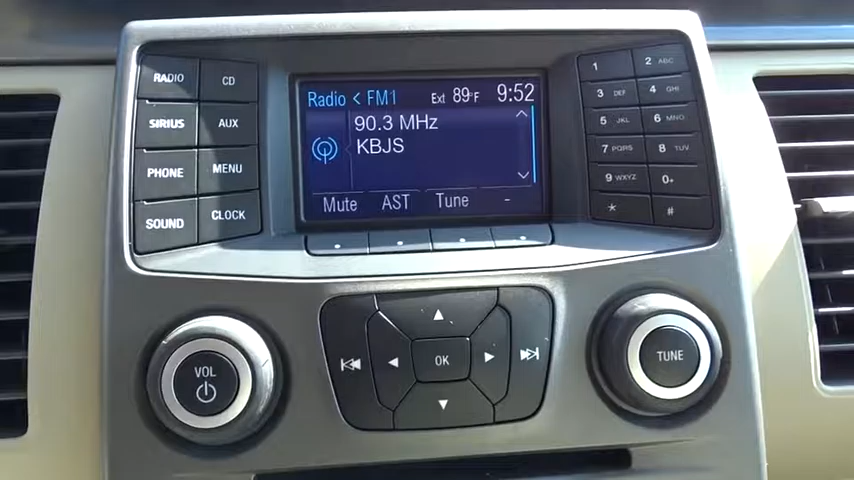 RADIO CD
SIRIUS AUX
PHONE MENU
SOUND CLOCK
Radio < FM1 Ext 89°F 9:52
90.3 MHz
KBJS
Mute AST Tune -
1 2 ABC
3 DEF 4 GHI
5 JKL 6 MNO
7 PQRS 8 TUV
9 WXYZ 0 +
* #
VOL
OK
TUNE